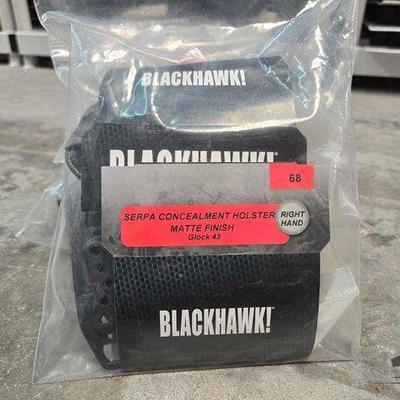 BLACKHAWK!
BLACKHAWK!
68
SERPA CONCEALMENT HOLSTER
MATTE FINISH
Glock 43
RIGHT
HAND
BLACKHAWK!